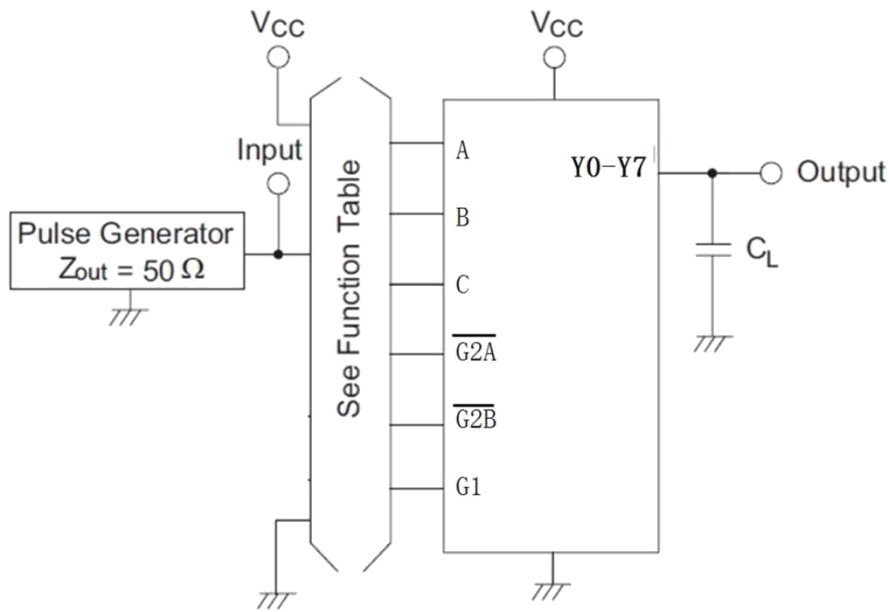 VCC
VCC
Input
Pulse Generator
Zout = 50 Ω
See Function Table
A
B
C
G2A
G2B
G1
Y0-Y7
Output
CL